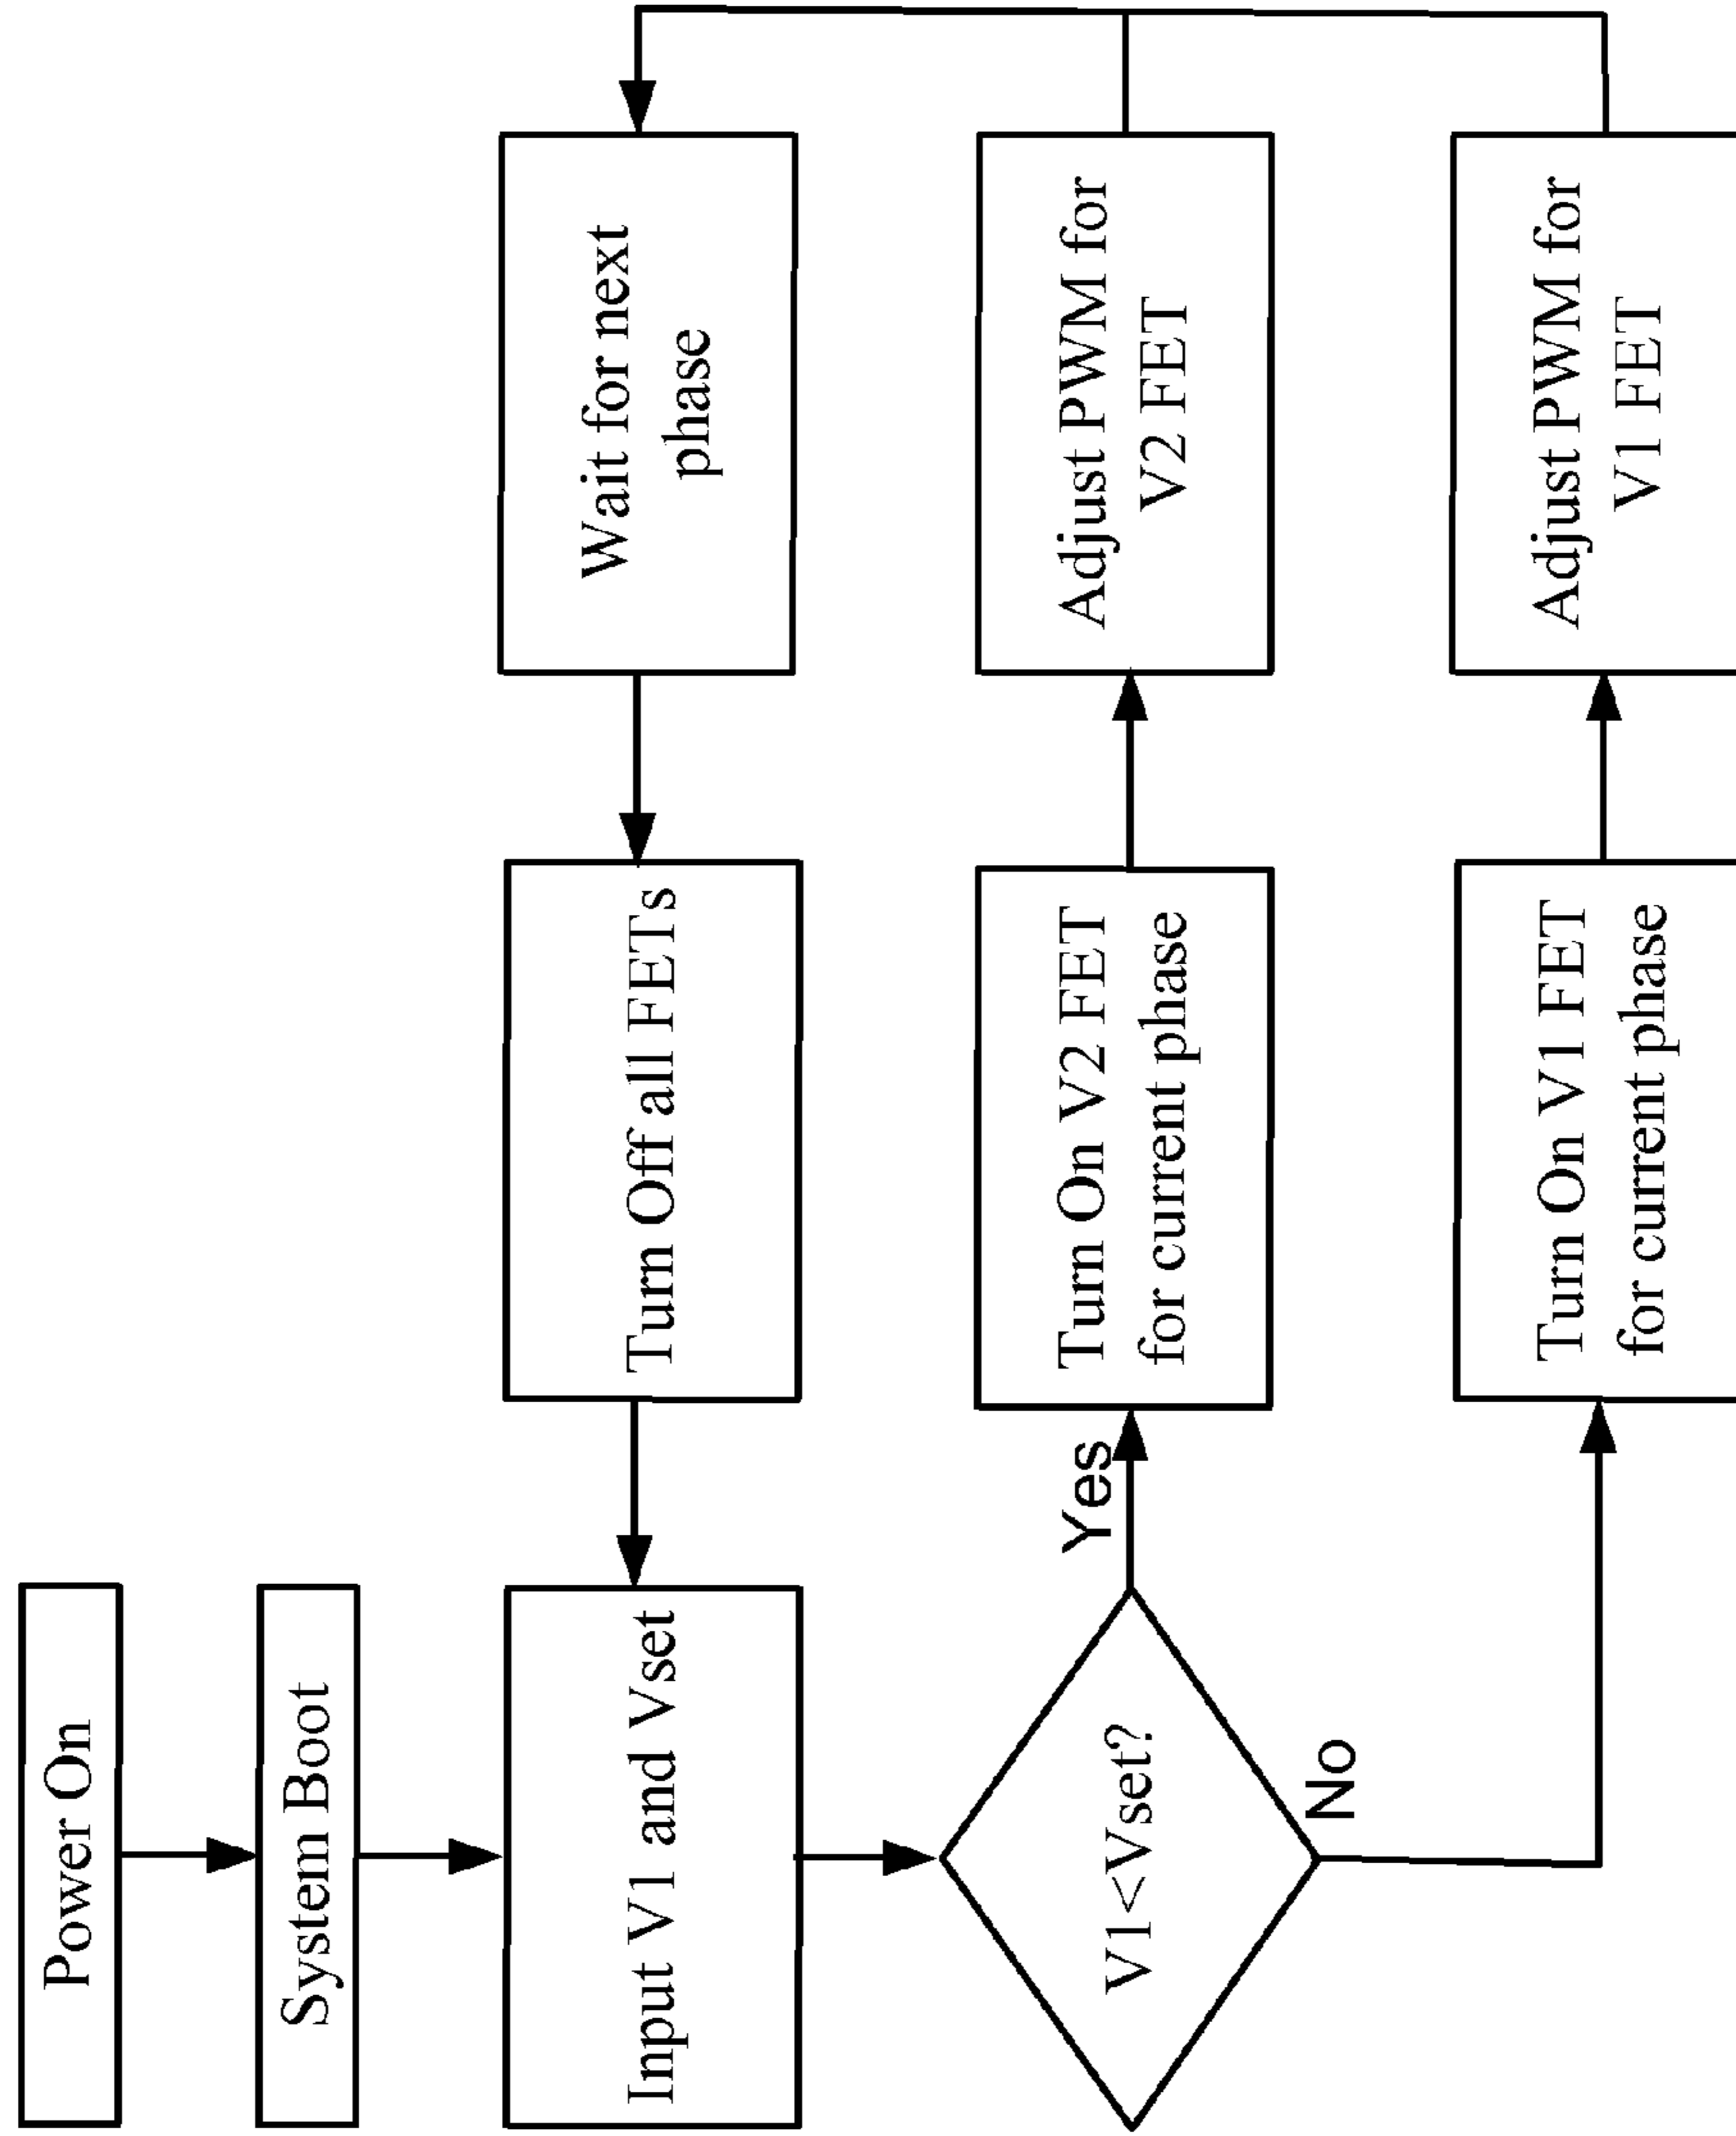 Power On
System Boot
Input V1 and Vset
Turn Off all FETs
Wait for next
phase
V1<Vset?
Yes
Turn On V2 FET
for current phase
Adjust PWM for
V2 FET
No
Turn On V1 FET
for current phase
Adjust PWM for
V1 FET